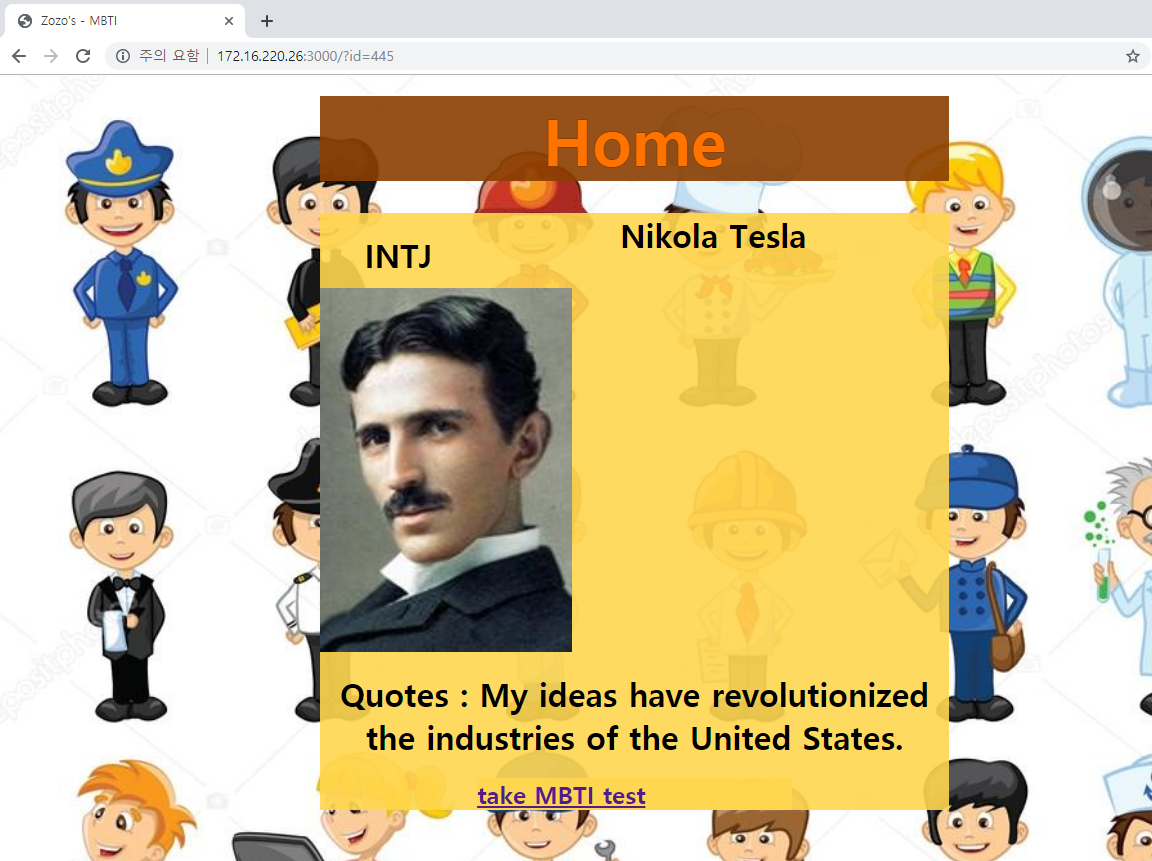 Zozo's - MBTI
주의 요함
172.16.220.26:3000/?id=445
Home
INTJ
Nikola Tesla
Quotes : My ideas have revolutionized
the industries of the United States.
take MBTI test
depositphotos